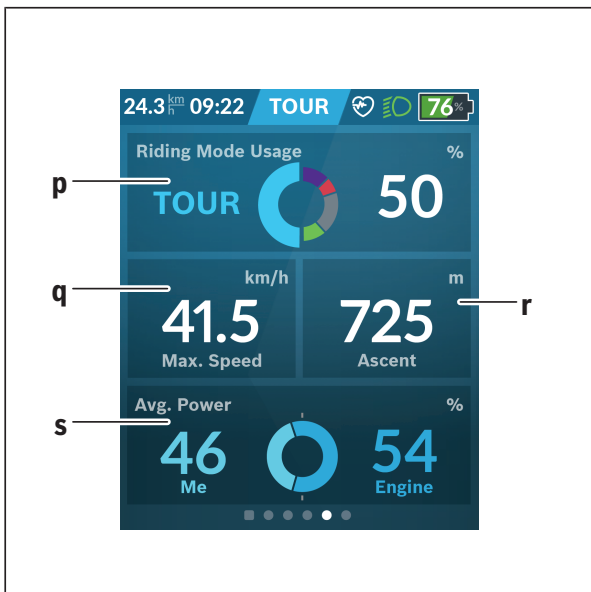 24.3 km/h 09:22 TOUR 76%
Riding Mode Usage %
p
TOUR 50
km/h m
q
41.5 725
r
Max. Speed Ascent
Avg. Power %
s
46 54
Me Engine